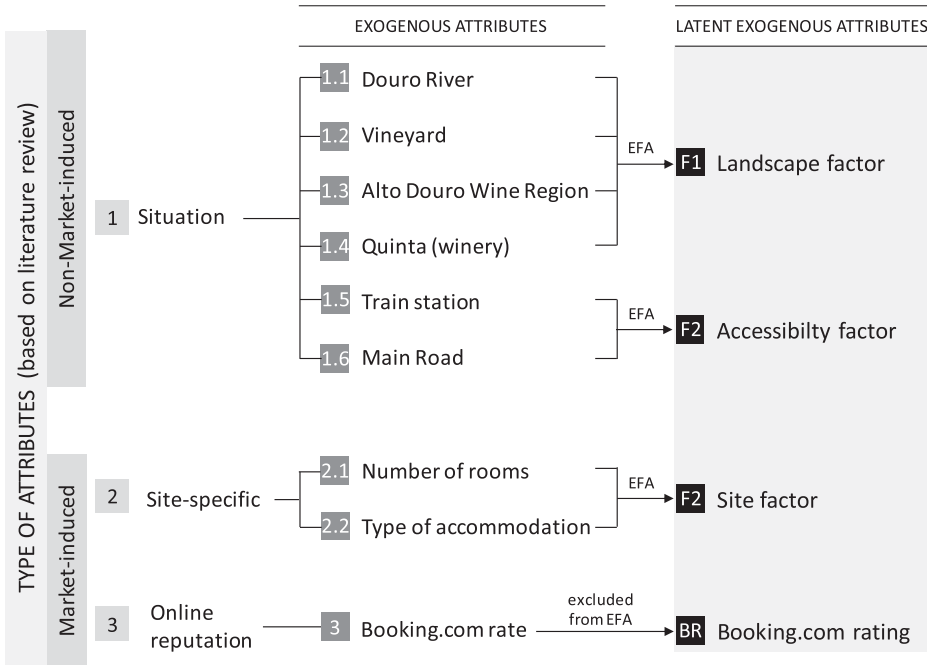 EXOGENOUS ATTRIBUTES
LATENT EXOGENOUS ATTRIBUTES
TYPE OF ATTRIBUTES (based on literature review)
Non-Market-induced
1 Situation
1.1 Douro River
1.2 Vineyard
1.3 Alto Douro Wine Region
1.4 Quinta (winery)
EFA
F1 Landscape factor
1.5 Train station
1.6 Main Road
EFA
F2 Accessibilty factor
Market-induced
2 Site-specific
2.1 Number of rooms
2.2 Type of accommodation
EFA
F2 Site factor
3 Online
reputation
3 Booking.com rate
excluded
from EFA
BR Booking.com rating